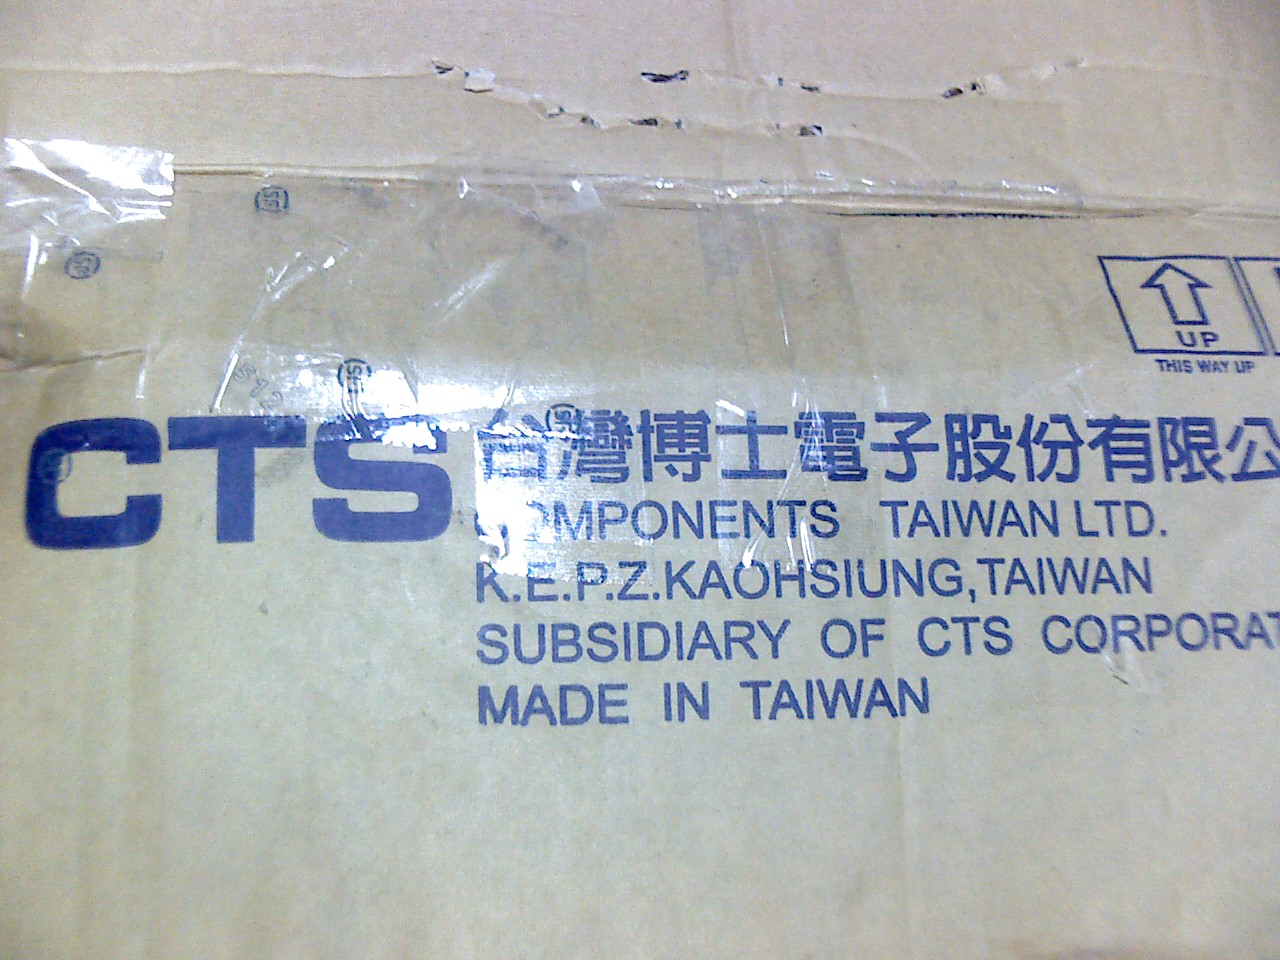 UP
THIS WAY UP
CTS
台灣博士電子股份有限公
COMPONENTS TAIWAN LTD.
K.E.P.Z.KAOHSIUNG,TAIWAN
SUBSIDIARY OF CTS CORPORAT
MADE IN TAIWAN